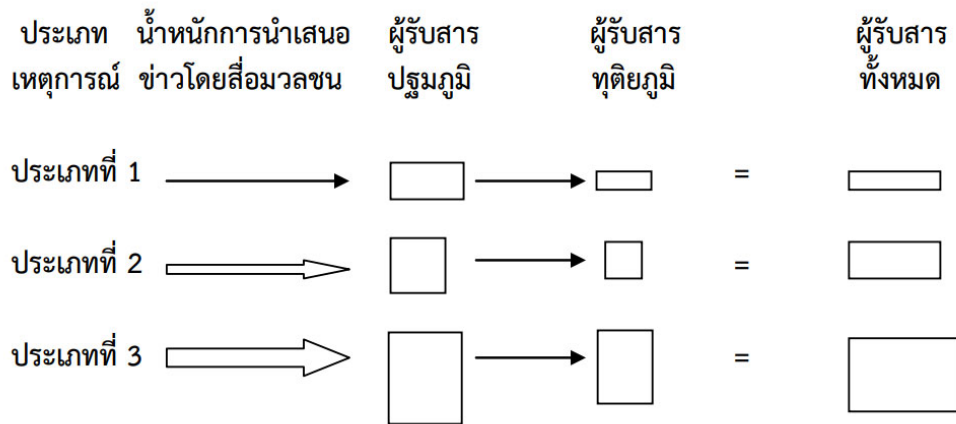 ประเภท น้ำหนักการนำเสนอ ผู้รับสาร ผู้รับสาร ผู้รับสาร
เหตุการณ์ ข่าวโดยสื่อมวลชน ปฐมภูมิ ทุติยภูมิ ทั้งหมด
ประเภทที่ 1 =
ประเภทที่ 2 =
ประเภทที่ 3 =